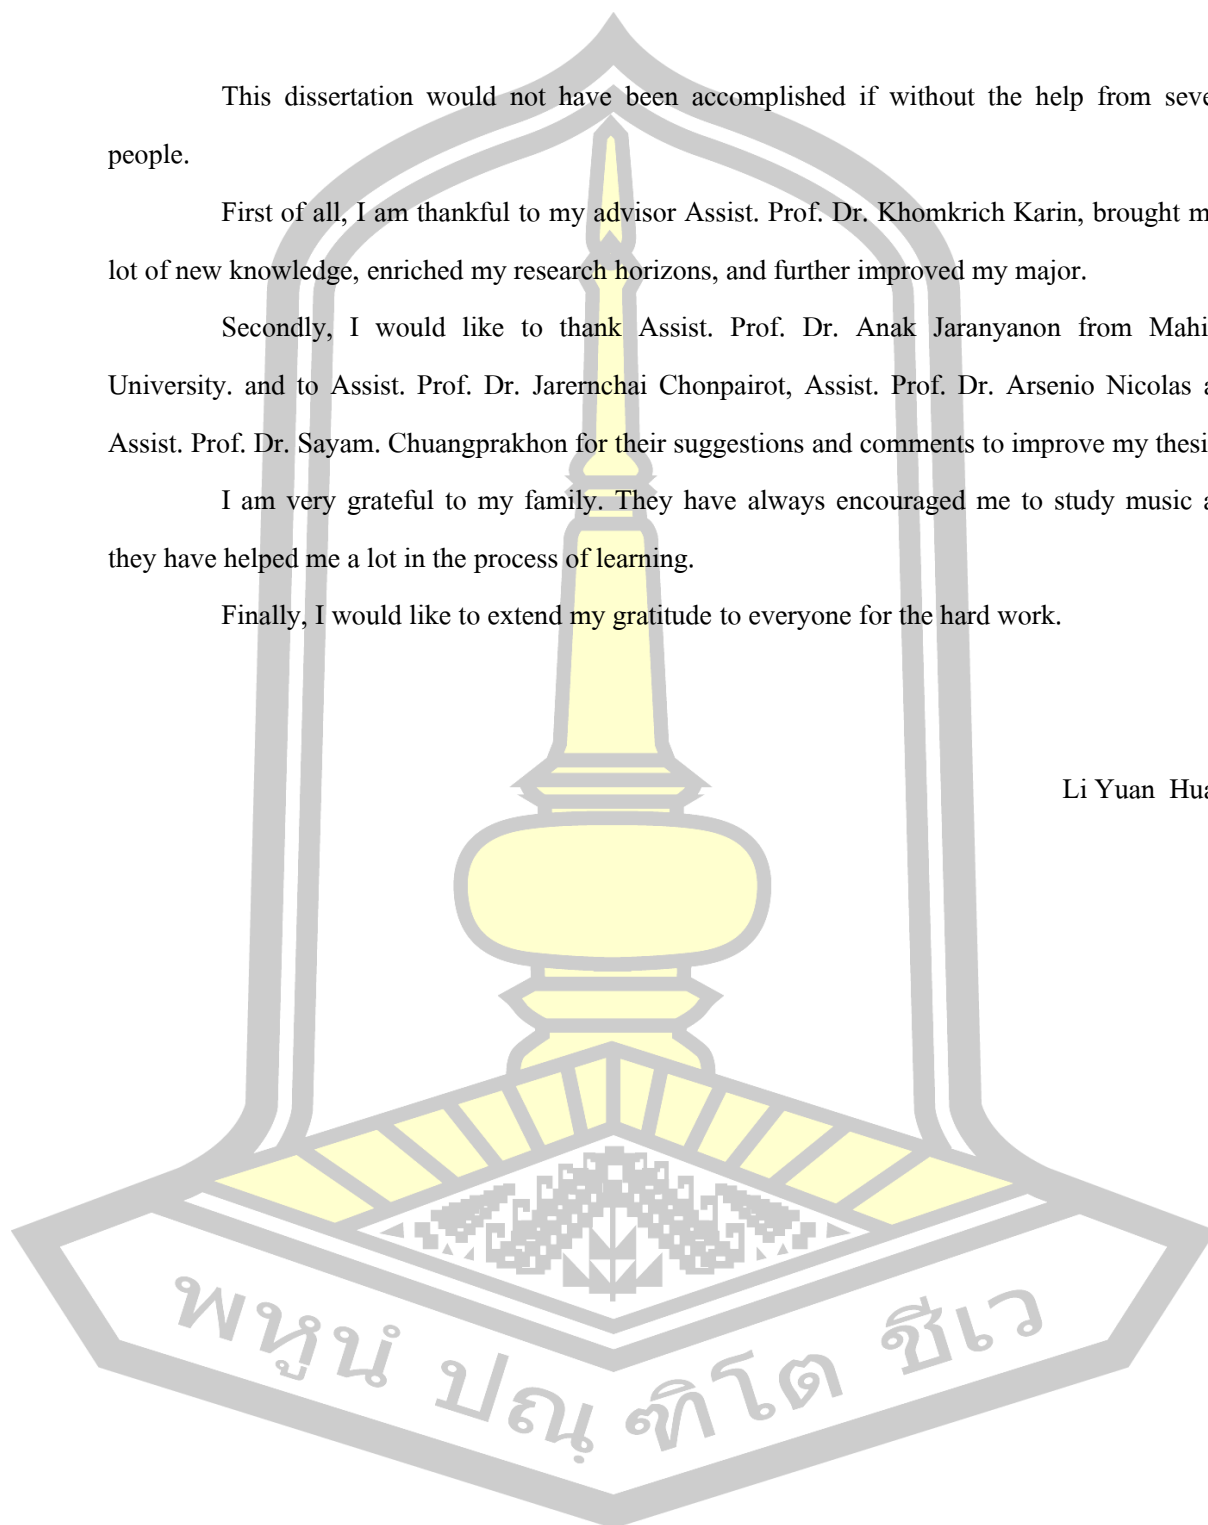 This dissertation would not have been accomplished if without the help from seve
people.
First of all, I am thankful to my advisor Assist. Prof. Dr. Khomkrich Karin, brought m
lot of new knowledge, enriched my research horizons, and further improved my major.
Secondly, I would like to thank Assist. Prof. Dr. Anak Jaranyanon from Mahi
University. and to Assist. Prof. Dr. Jarernchai Chonpairot, Assist. Prof. Dr. Arsenio Nicolas a
Assist. Prof. Dr. Sayam. Chuangprakhon for their suggestions and comments to improve my thesi
I am very grateful to my family. They have always encouraged me to study music a
they have helped me a lot in the process of learning.
Finally, I would like to extend my gratitude to everyone for the hard work.
Li Yuan Hua
พหูนํ ปณฺ ฑิโต ชีเว